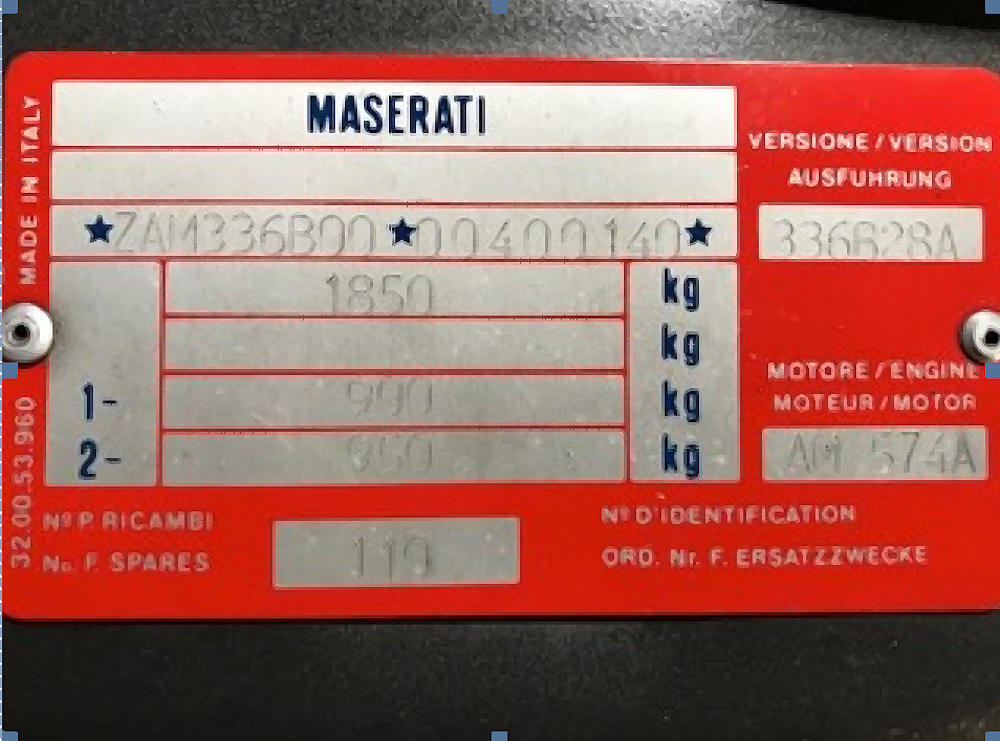 MASERATI
MADE IN ITALY
VERSIONE / VERSION
AUSFUHRUNG
★ZAM336B00★00400140★
336B28A
1850 kg
kg
1- 990 kg
2- 860 kg
MOTORE / ENGINE
MOTEUR / MOTOR
AM 574A
32.00.53.960
Nº P. RICAMBI
No. F. SPARES
110
Nº D'IDENTIFICATION
ORD. Nr. F. ERSATZZWECKE